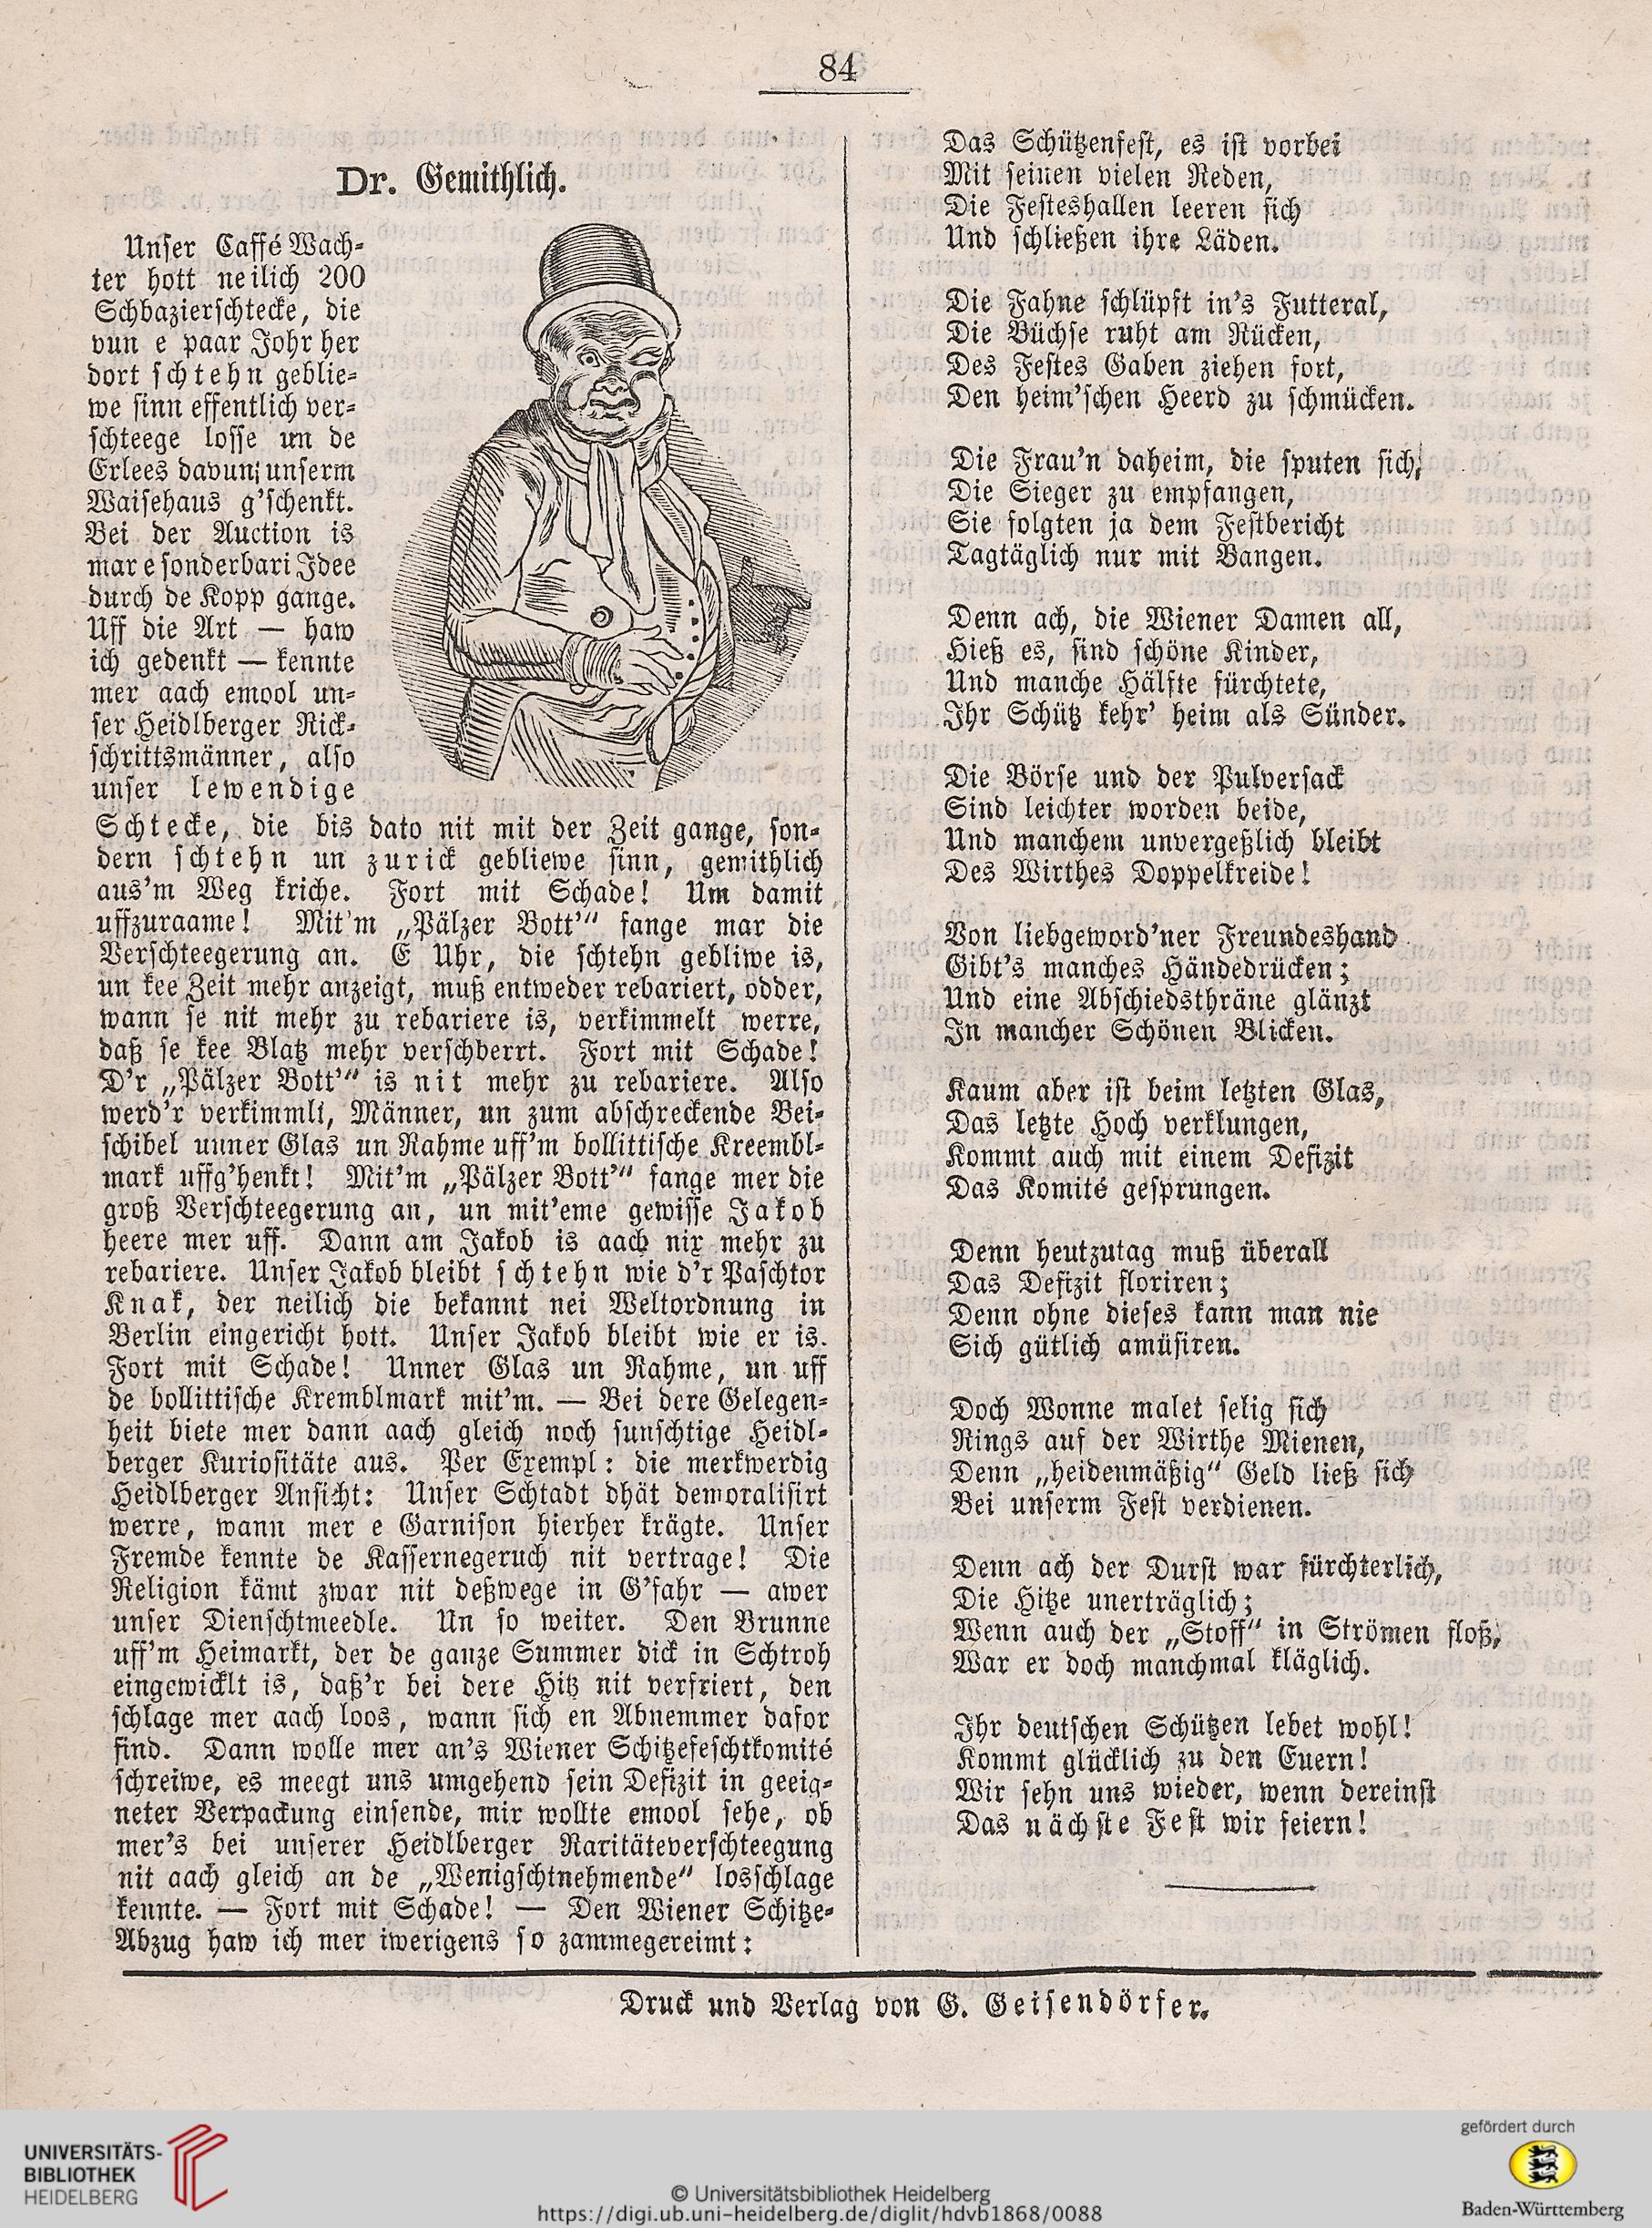 84
Dr. Gemithlich.
Unser Caffé Wach-
ter hott neilich 200
Schbazierschtecke, die
vun e paar Johr her
dort schtehn geblie-
we sinn effentlich ver-
schteege losse un de
Erlees davun unserm
Waisehaus g'schenkt.
Bei der Auction is
mar e sonderbari Idee
durch de Kopp gange.
Uff die Art — haw
ich gedenkt — kennte
mer aach emool un-
ser Heidlberger Rick-
schrittsmänner, also
unser lewendige
Schtecke, die bis dato nit mit der Zeit gange, son-
dern schtehn un zurick gebliewe sinn, gemithlich
aus'm Weg kriche. Fort mit Schade! Um damit
uffzuraame! Mit'm „Pälzer Bott'“ fange mar die
Verschteegerung an. E Uhr, die schtehn gebliwe is,
un kee Zeit mehr anzeigt, muß entweder rebariert, odder,
wann se nit mehr zu rebariere is, verkimmelt werre,
daß se kee Blatz mehr verschberrt. Fort mit Schade!
D'r „Pälzer Bott'“ is nit mehr zu rebariere. Also
werd'r verkimmlt, Männer, un zum abschreckende Bei-
schibel unner Glas un Rahme uff'm bollittische Kreembl-
mark uffg'henkt! Mit'm „Pälzer Bott'“ fange mer die
groß Verschteegerung an, un mit'eme gewisse Jakob
heere mer uff. Dann am Jakob is aach nix mehr zu
rebariere. Unser Jakob bleibt schtehn wie d'r Paschtor
Knak, der neilich die bekannt nei Weltordnung in
Berlin eingericht hott. Unser Jakob bleibt wie er is.
Fort mit Schade! Unner Glas un Rahme, un uff
de bollittische Kremblmark mit'm. — Bei dere Gelegen-
heit biete mer dann aach gleich noch sunschtige Heidl-
berger Kuriositäte aus. Per Exempl: die merkwerdig
Heidlberger Ansicht: Unser Schtadt dhät demoralisirt
werre, wann mer e Garnison hierher krägte. Unser
Fremde kennte de Kassernegeruch nit vertrage! Die
Religion kämt zwar nit deßwege in G'fahr — awer
unser Dienschtmeedle. Un so weiter. Den Brunne
uff'm Heimarkt, der de ganze Summer dick in Schtroh
eingewicklt is, daß'r bei dere Hitz nit verfriert, den
schlage mer aach loos, wann sich en Abnemmer dafor
find. Dann wolle mer an's Wiener Schitzefeschtkomité
schreiwe, es meegt uns umgehend sein Defizit in geeig-
neter Verpackung einsende, mir wollte emool sehe, ob
mer's bei unserer Heidlberger Raritäteverschteegung
nit aach gleich an de „Wenigschtnehmende“ losschlage
kennte. — Fort mit Schade! — Den Wiener Schitze-
Abzug haw ich mer iwerigens so zammegereimt:
Das Schützenfest, es ist vorbei
Mit seinen vielen Reden,
Die Festeshallen leeren sich
Und schließen ihre Läden.
Die Fahne schlüpft in's Futteral,
Die Büchse ruht am Rücken,
Des Festes Gaben ziehen fort,
Den heim'schen Heerd zu schmücken.
Die Frau'n daheim, die sputen sich,
Die Sieger zu empfangen,
Sie folgten ja dem Festbericht
Tagtäglich nur mit Bangen.
Denn ach, die Wiener Damen all,
Hieß es, sind schöne Kinder,
Und manche Hälfte fürchtete,
Ihr Schütz kehr' heim als Sünder.
Die Börse und der Pulversack
Sind leichter worden beide,
Und manchem unvergeßlich bleibt
Des Wirthes Doppelkreide!
Von liebgeword'ner Freundeshand
Gibt's manches Händedrücken;
Und eine Abschiedsthräne glänzt
In mancher Schönen Blicken.
Kaum aber ist beim letzten Glas,
Das letzte Hoch verklungen,
Kommt auch mit einem Defizit
Das Komité gesprungen.
Denn heutzutag muß überall
Das Defizit floriren;
Denn ohne dieses kann man nie
Sich gütlich amüsiren.
Doch Wonne malet selig sich
Rings auf der Wirthe Mienen,
Denn „heidenmäßig“ Geld ließ sich
Bei unserm Fest verdienen.
Denn ach der Durst war fürchterlich,
Die Hitze unerträglich;
Wenn auch der „Stoff“ in Strömen floß,
War er doch manchmal kläglich.
Ihr deutschen Schützen lebet wohl!
Kommt glücklich zu den Euern!
Wir sehn uns wieder, wenn dereinst
Das nächste Fest wir feiern!
Druck und Verlag von G. Geisendörfer.
UNIVERSITÄTS-
BIBLIOTHEK
HEIDELBERG
© Universitätsbibliothek Heidelberg
https://digi.ub.uni-heidelberg.de/diglit/hdvb1868/0088
gefördert durch
Baden-Württemberg